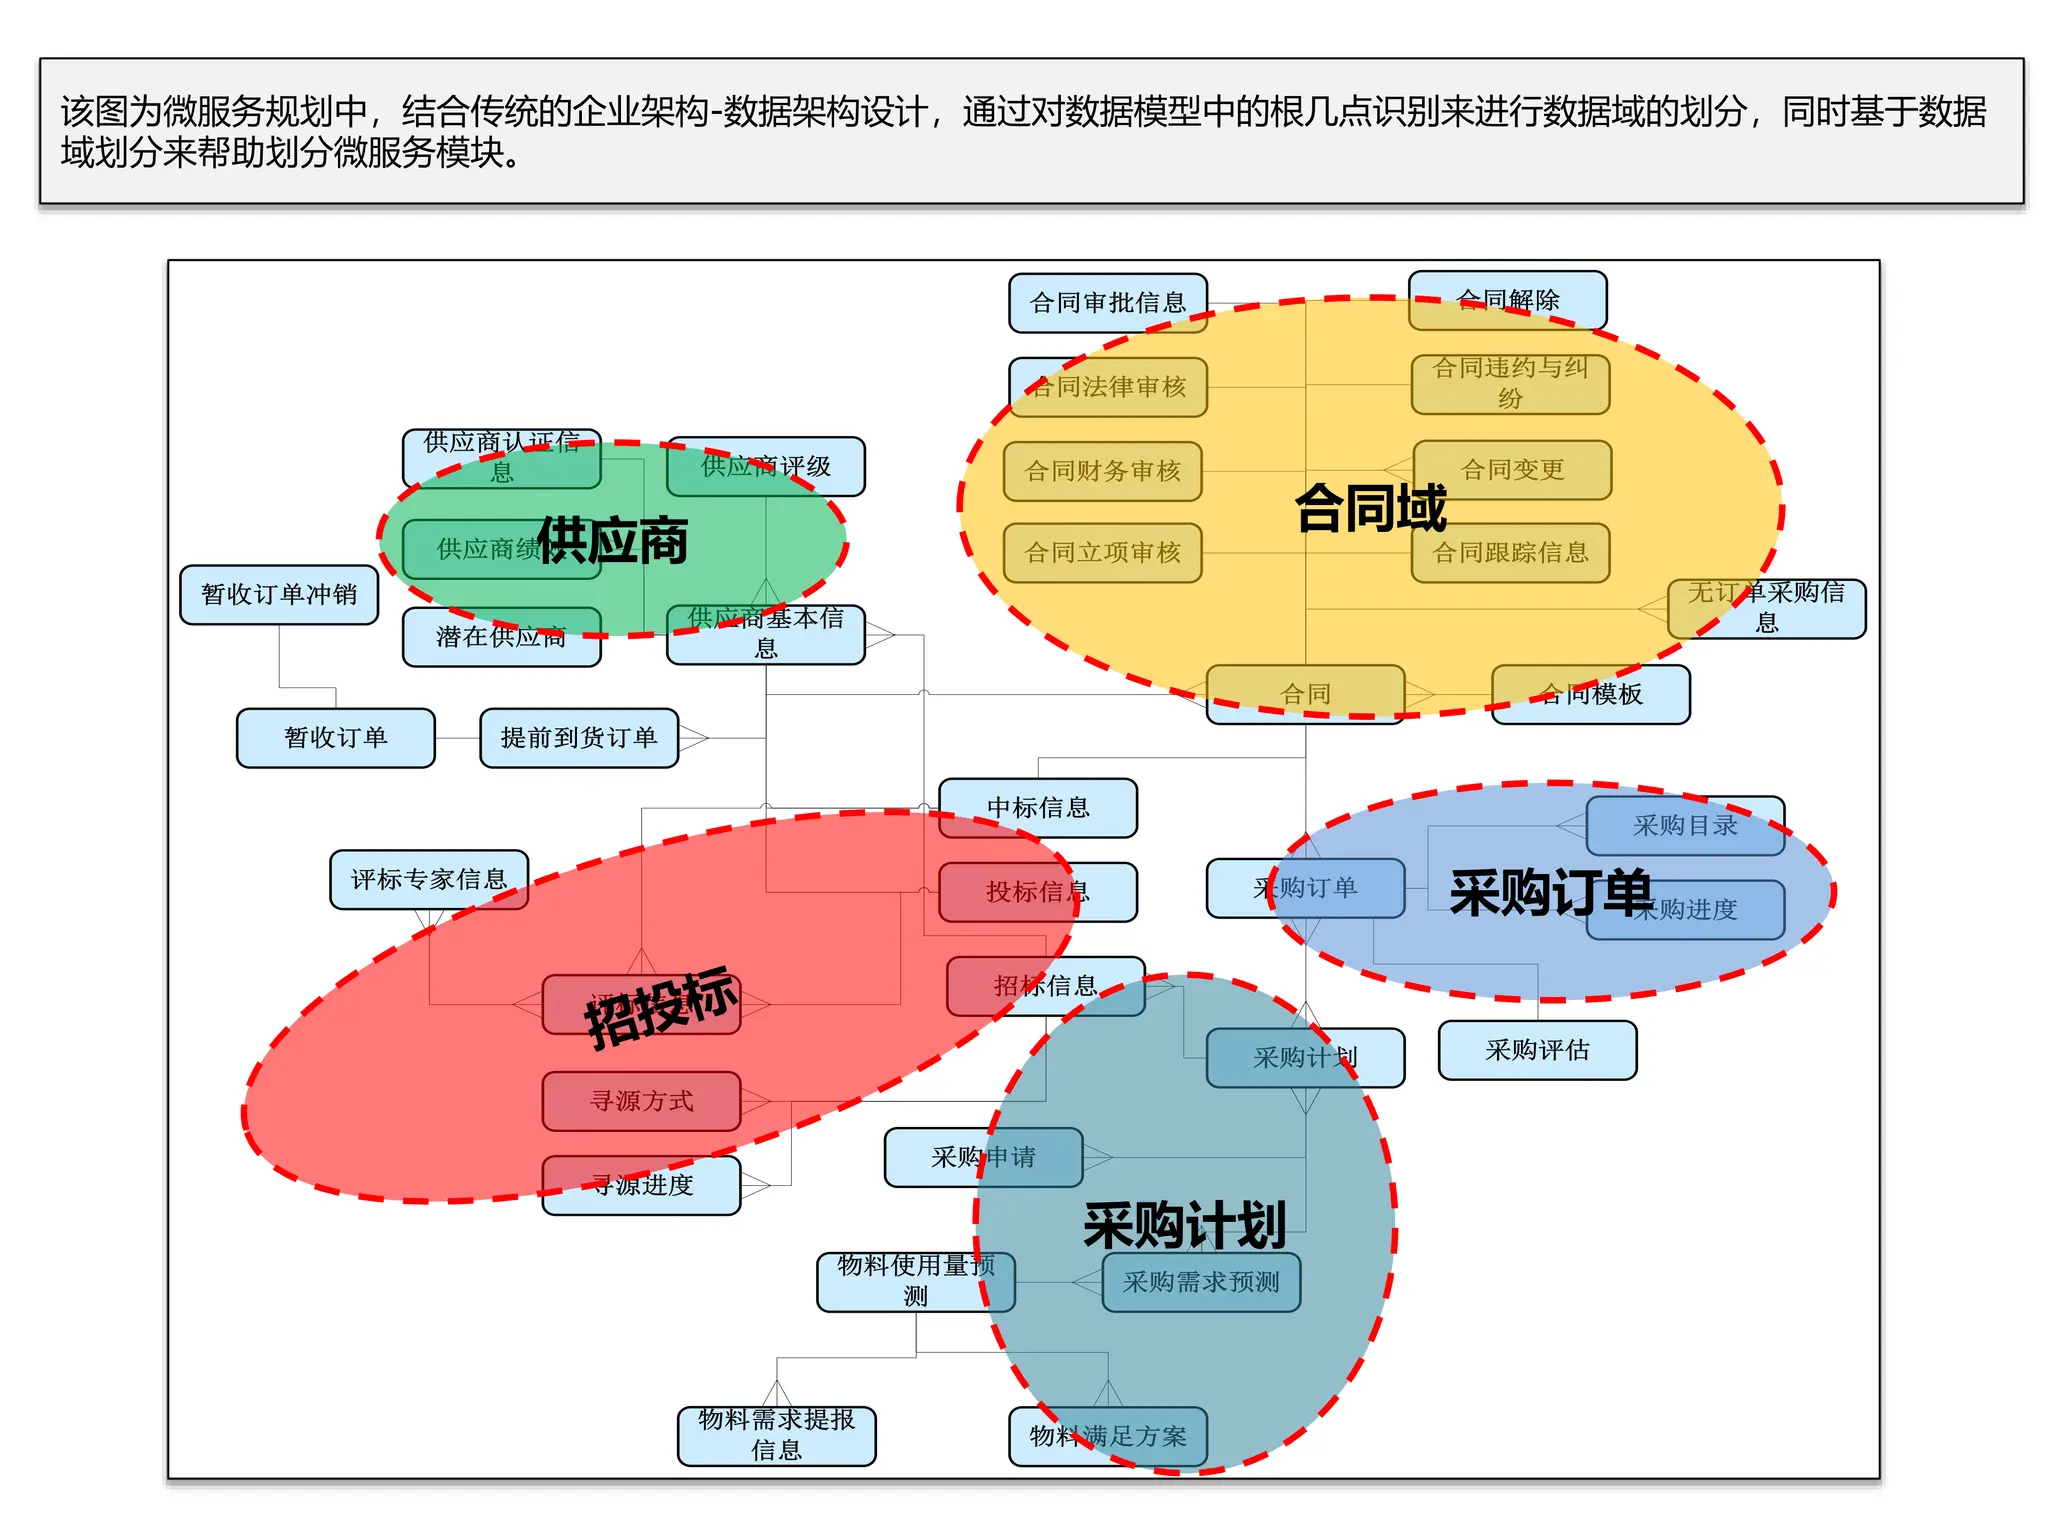 该图为微服务规划中，结合传统的企业架构-数据架构设计，通过对数据模型中的根几点识别来进行数据域的划分，同时基于数据
域划分来帮助划分微服务模块。
合同审批信息
合同解除
合同法律审核
合同违约与纠
纷
供应商认证信
息
供应商评级
合同财务审核
合同变更
合同域
供应商绩效
供应商
合同立项审核
合同跟踪信息
暂收订单冲销
无订单采购信
息
潜在供应商
供应商基本信
息
合同
合同模板
暂收订单
提前到货订单
中标信息
采购目录
评标专家信息
投标信息
采购订单
采购订单
采购进度
招标信息
评标信息
招投标
采购计划
采购评估
寻源方式
采购申请
寻源进度
采购计划
物料使用量预
测
采购需求预测
物料需求提报
信息
物料满足方案